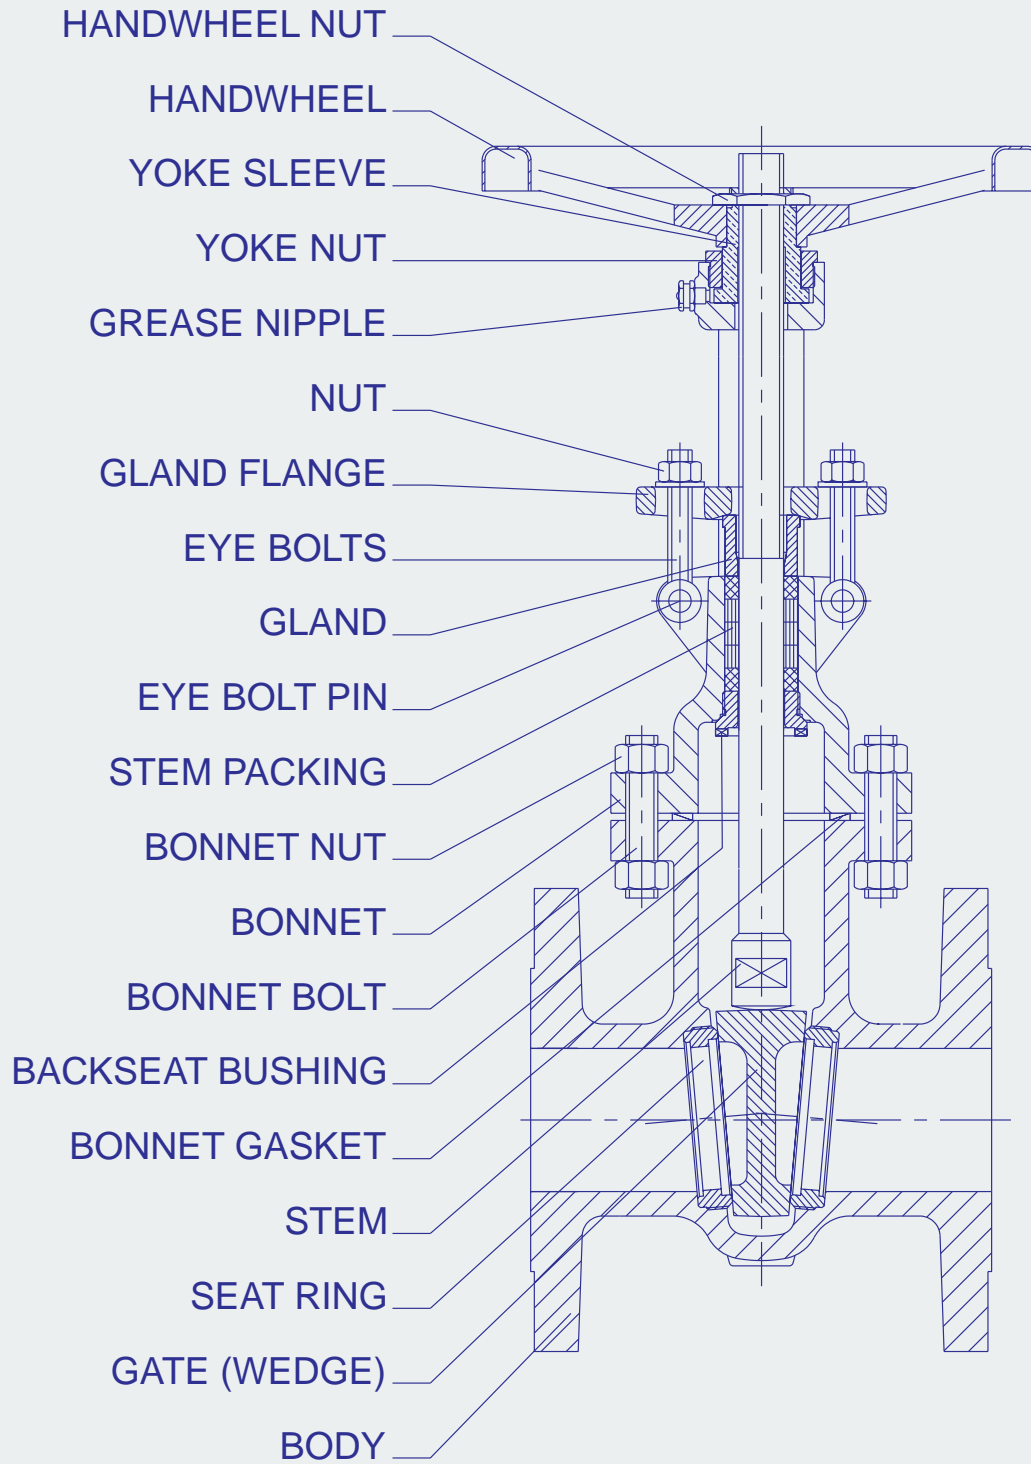 HANDWHEEL NUT
HANDWHEEL
YOKE SLEEVE
YOKE NUT
GREASE NIPPLE
NUT
GLAND FLANGE
EYE BOLTS
GLAND
EYE BOLT PIN
STEM PACKING
BONNET NUT
BONNET
BONNET BOLT
BACKSEAT BUSHING
BONNET GASKET
STEM
SEAT RING
GATE (WEDGE)
BODY